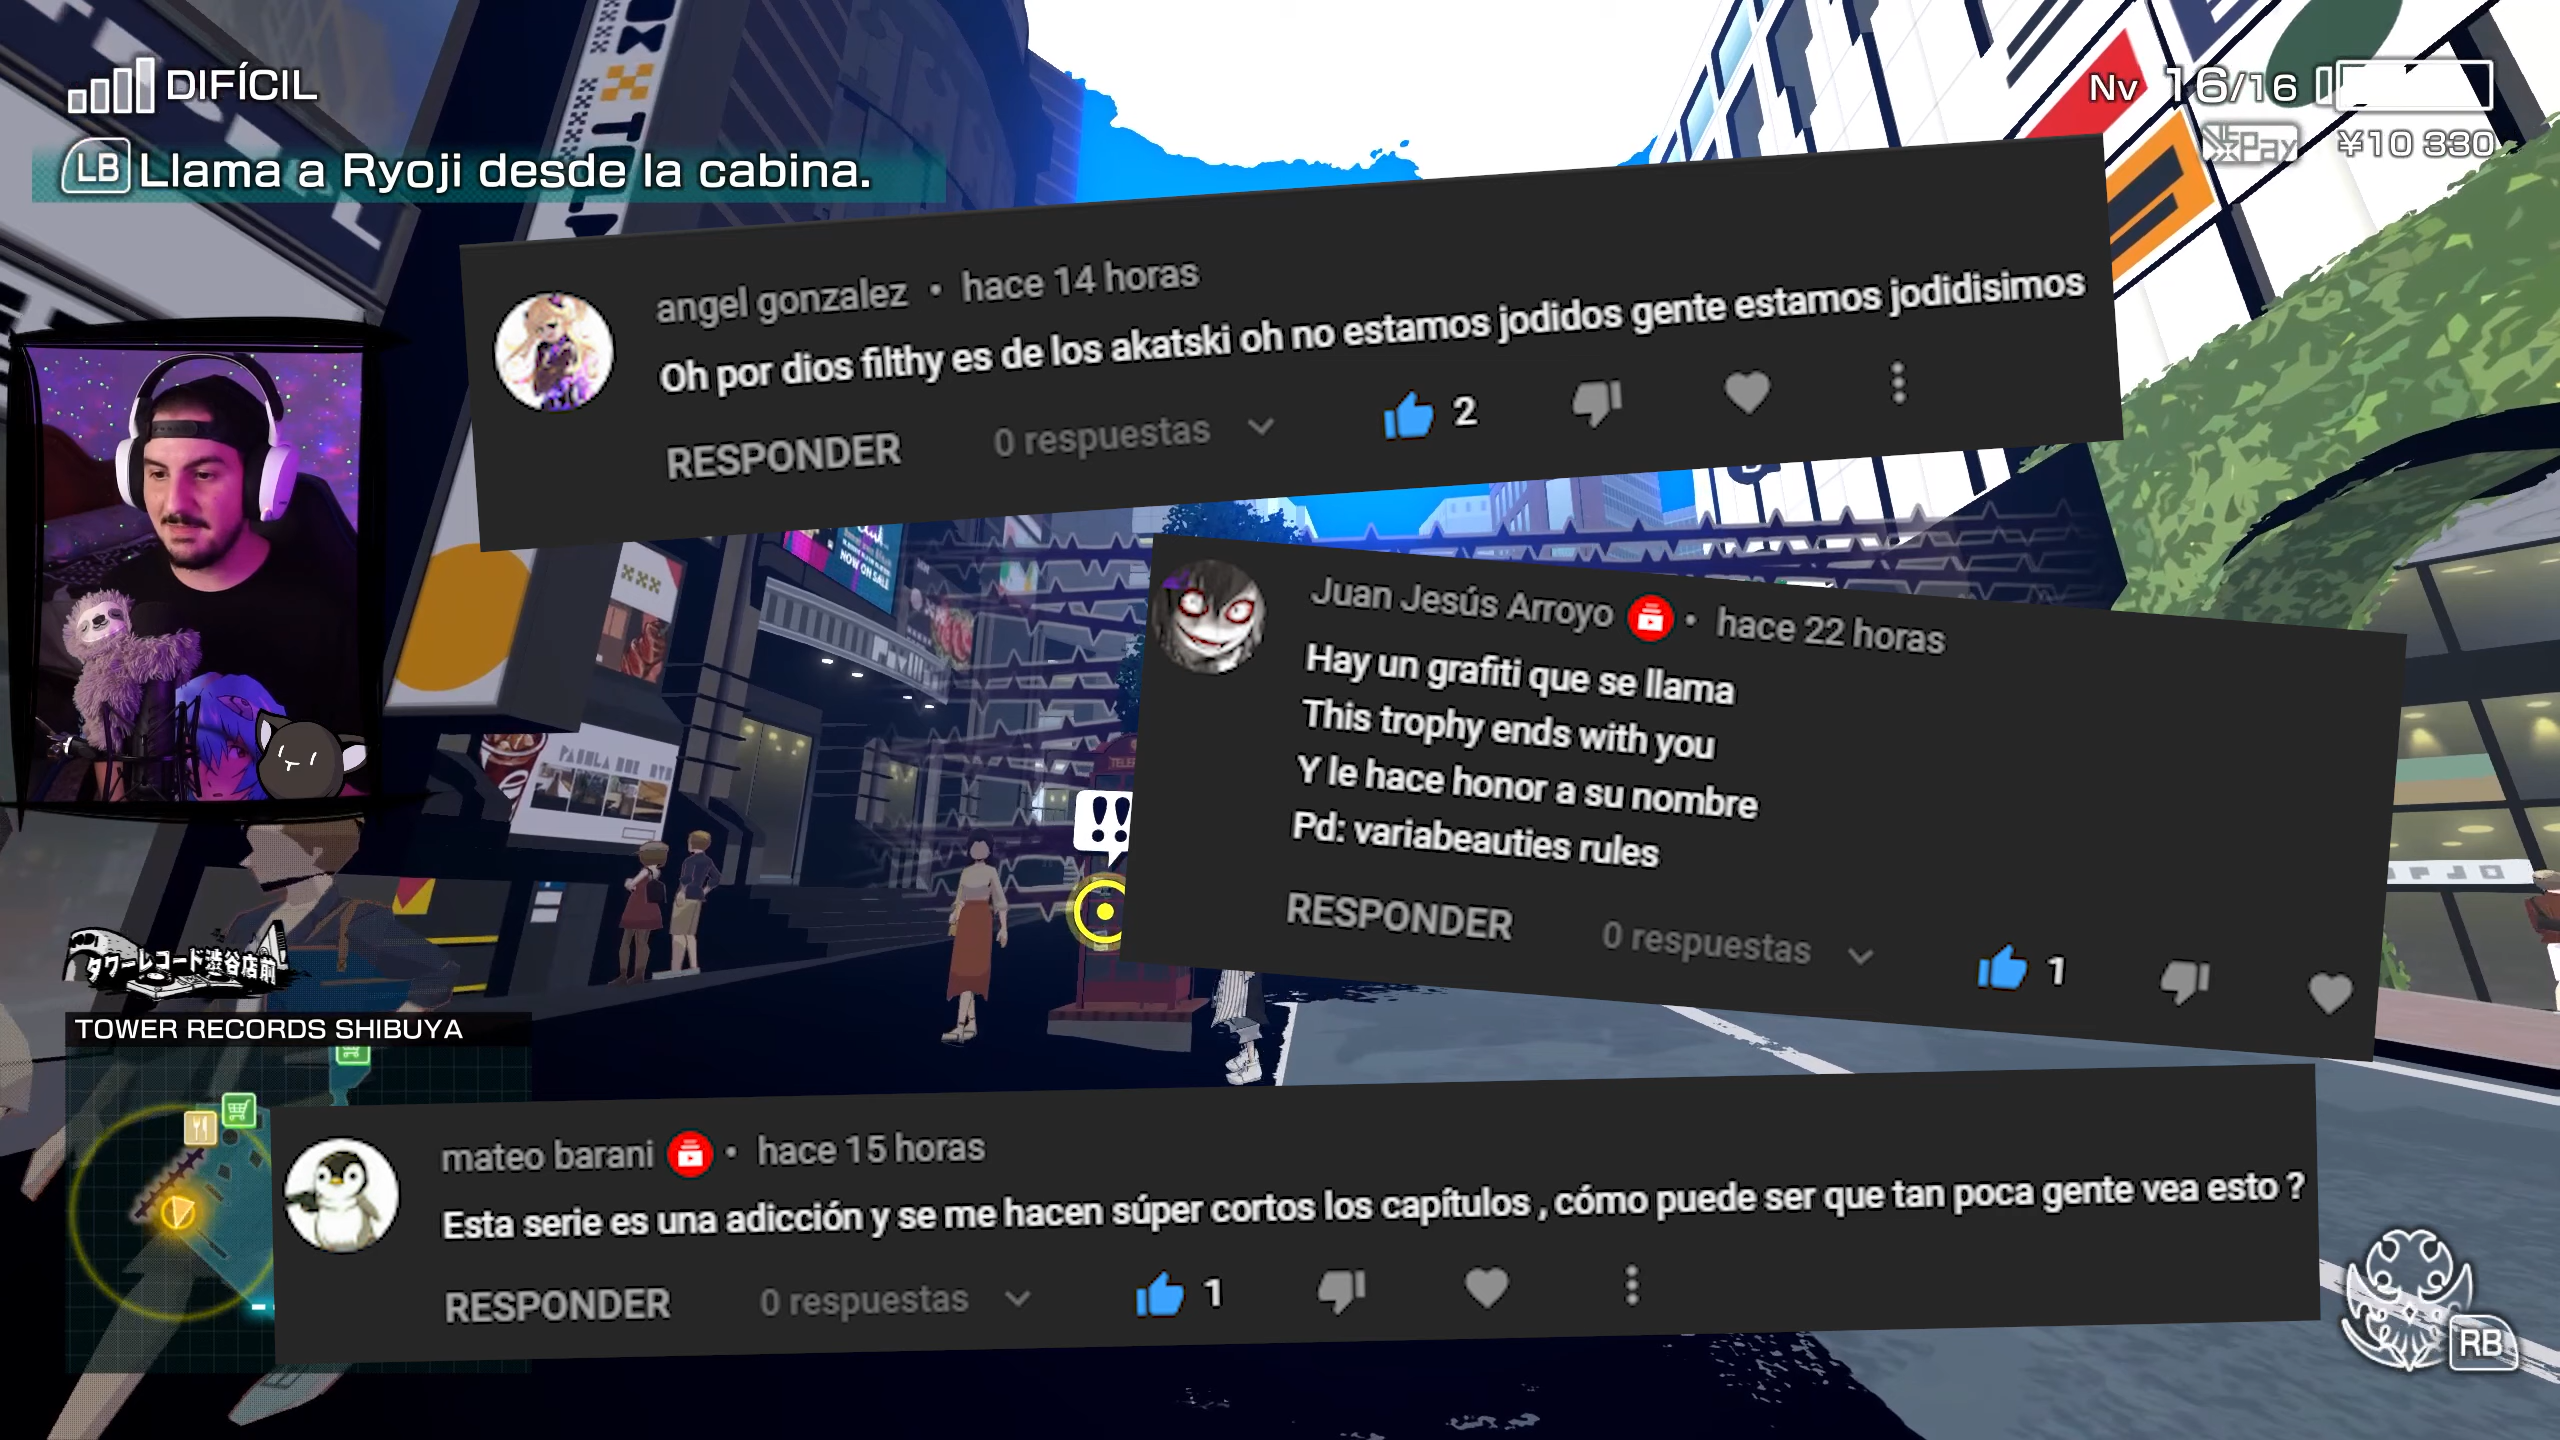 DIFÍCIL
LB Llama a Ryoji desde la cabina.
Nv 16/16
Pay ¥10 330
angel gonzalez • hace 14 horas
Oh por dios filthy es de los akatski oh no estamos jodidos gente estamos jodidisimos
RESPONDER 0 respuestas 2
NOW ON SALE
Juan Jesús Arroyo • hace 22 horas
Hay un grafiti que se llama
This trophy ends with you
Y le hace honor a su nombre
Pd: variabeauties rules
RESPONDER 0 respuestas 1
!!
タワーレコード渋谷店前
TOWER RECORDS SHIBUYA
mateo barani • hace 15 horas
Esta serie es una adicción y se me hacen súper cortos los capítulos , cómo puede ser que tan poca gente vea esto ?
RESPONDER 0 respuestas 1
RB